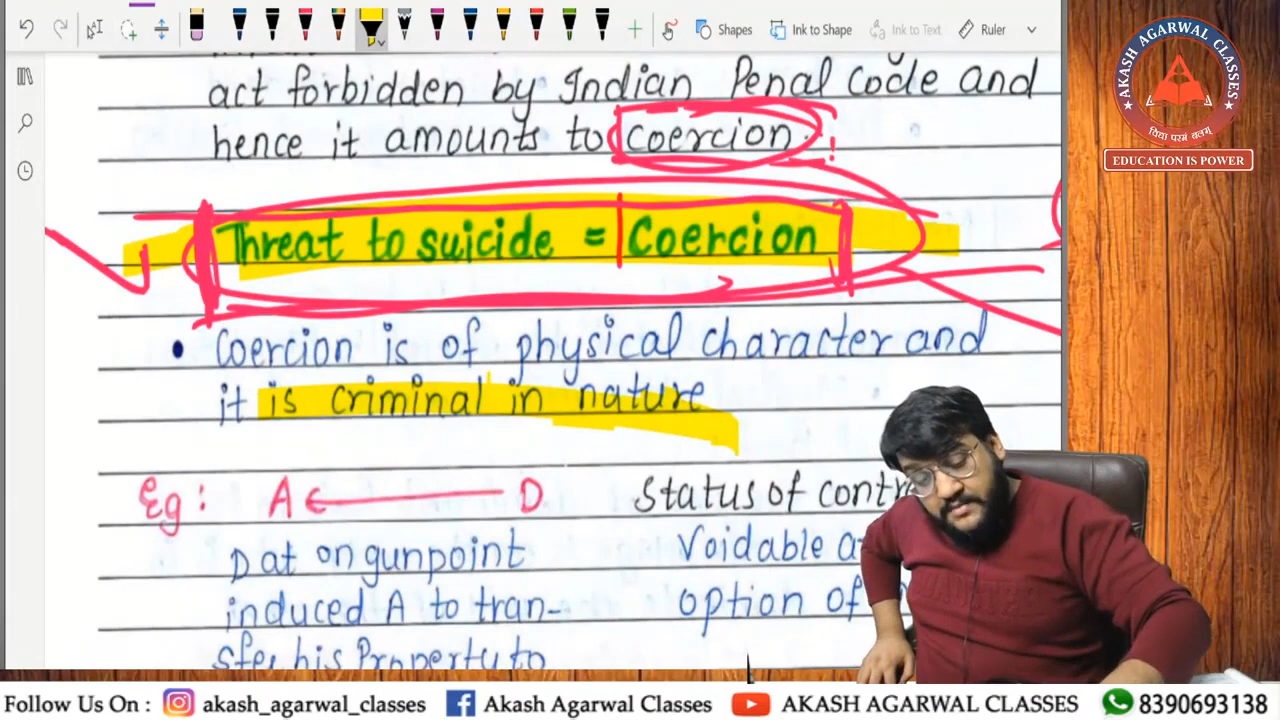 Shapes
Ink to Shape
Ink to Text
Ruler
act forbidden by Indian Penal Code and
hence it amounts to coercion.
Threat to suicide = Coercion
• Coercion is of physical character and
it is criminal in nature
Eg: A D Status of
D at on gunpoint Voidable
induced A to tran- option of
sfer his Property to
AKASH AGARWAL CLASSES
विद्या परमं बलम्
EDUCATION IS POWER
Follow Us On : akash_agarwal_classes Akash Agarwal Classes AKASH AGARWAL CLASSES 8390693138